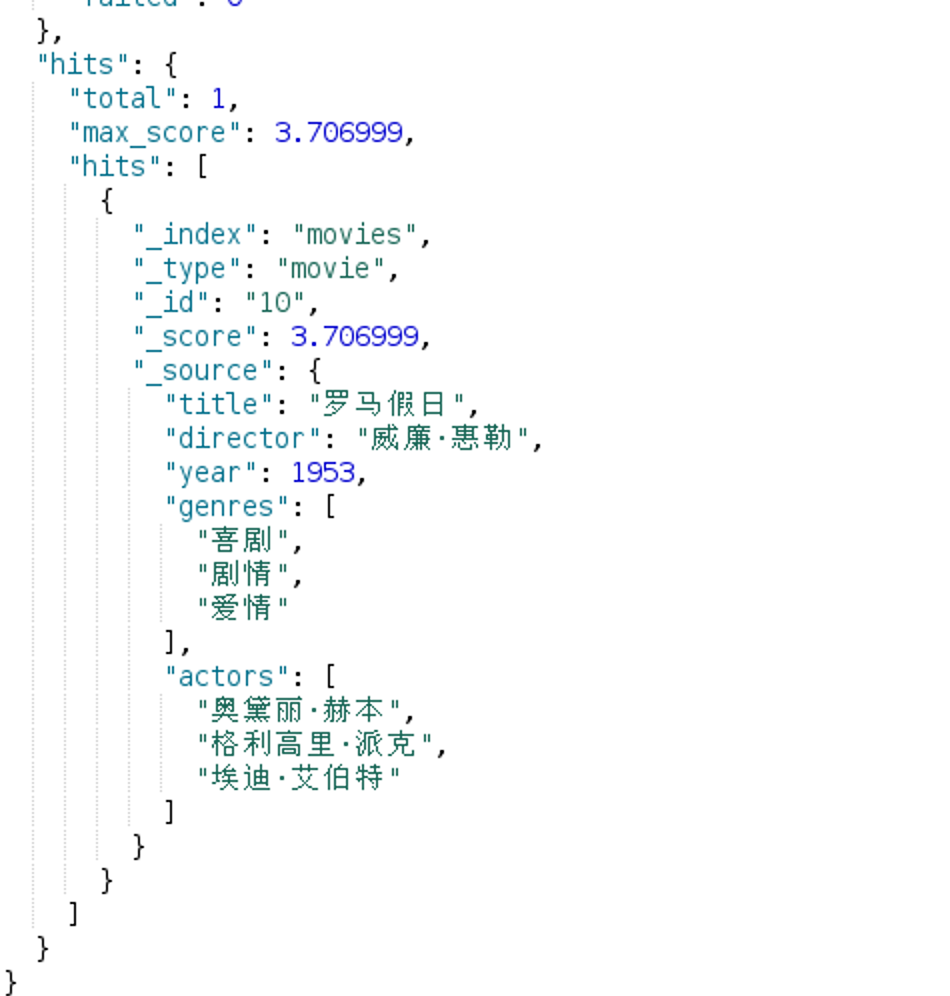 },
"hits": {
"total": 1,
"max_score": 3.706999,
"hits": [
{
"_index": "movies",
"_type": "movie",
"_id": "10",
"_score": 3.706999,
"_source": {
"title": "罗马假日",
"director": "威廉·惠勒",
"year": 1953,
"genres": [
"喜剧",
"剧情",
"爱情"
],
"actors": [
"奥黛丽·赫本",
"格利高里·派克",
"埃迪·艾伯特"
]
}
}
]
}
}